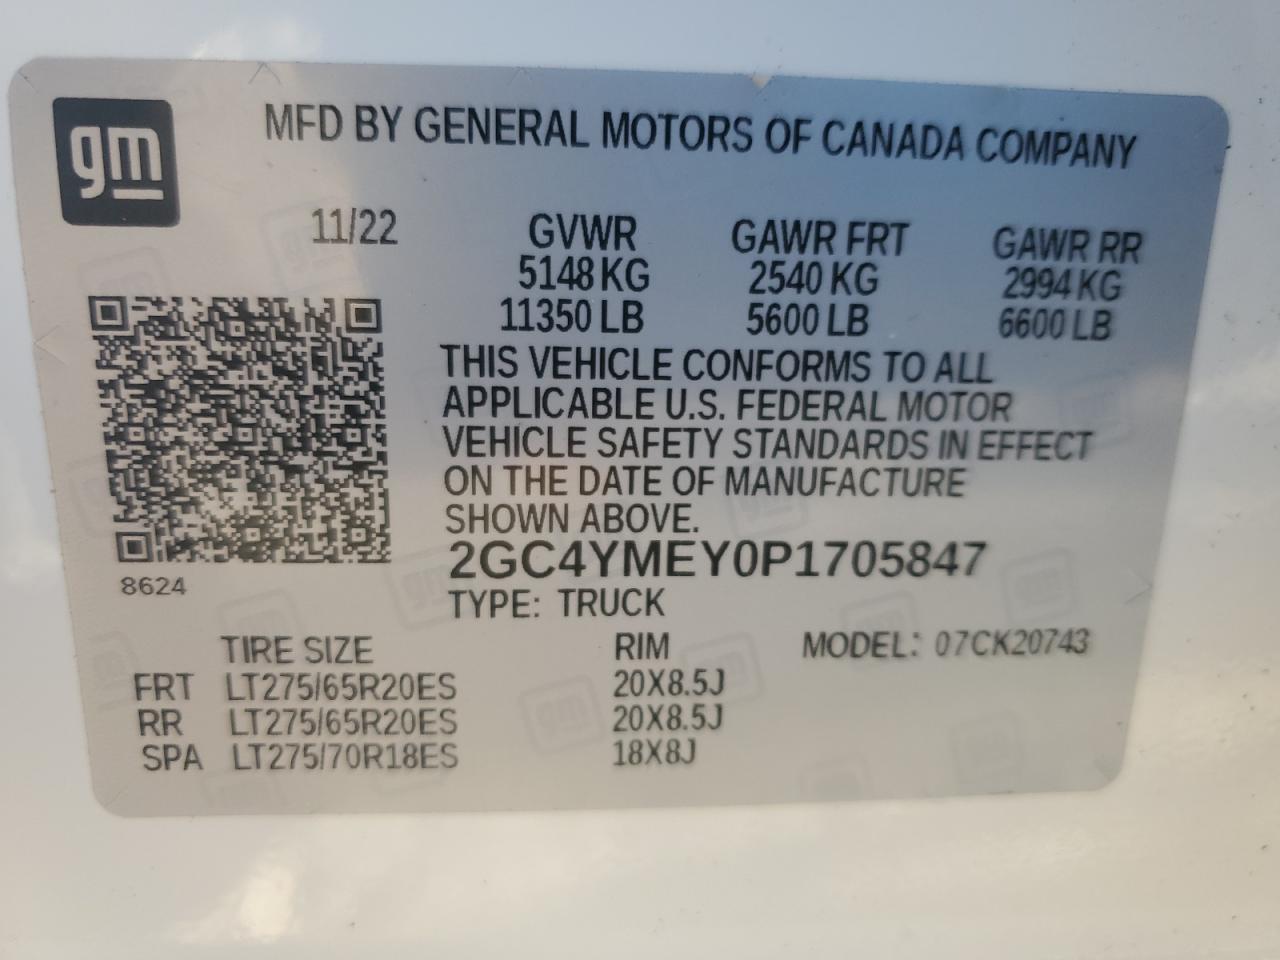 gm
MFD BY GENERAL MOTORS OF CANADA COMPANY
11/22 GVWR GAWR FRT GAWR RR
5148 KG 2540 KG 2994 KG
11350 LB 5600 LB 6600 LB
THIS VEHICLE CONFORMS TO ALL
APPLICABLE U.S. FEDERAL MOTOR
VEHICLE SAFETY STANDARDS IN EFFECT
ON THE DATE OF MANUFACTURE
SHOWN ABOVE.
2GC4YMEY0P1705847
8624
TYPE: TRUCK
TIRE SIZE RIM MODEL: 07CK20743
FRT LT275/65R20ES 20X8.5J
RR LT275/65R20ES 20X8.5J
SPA LT275/70R18ES 18X8J